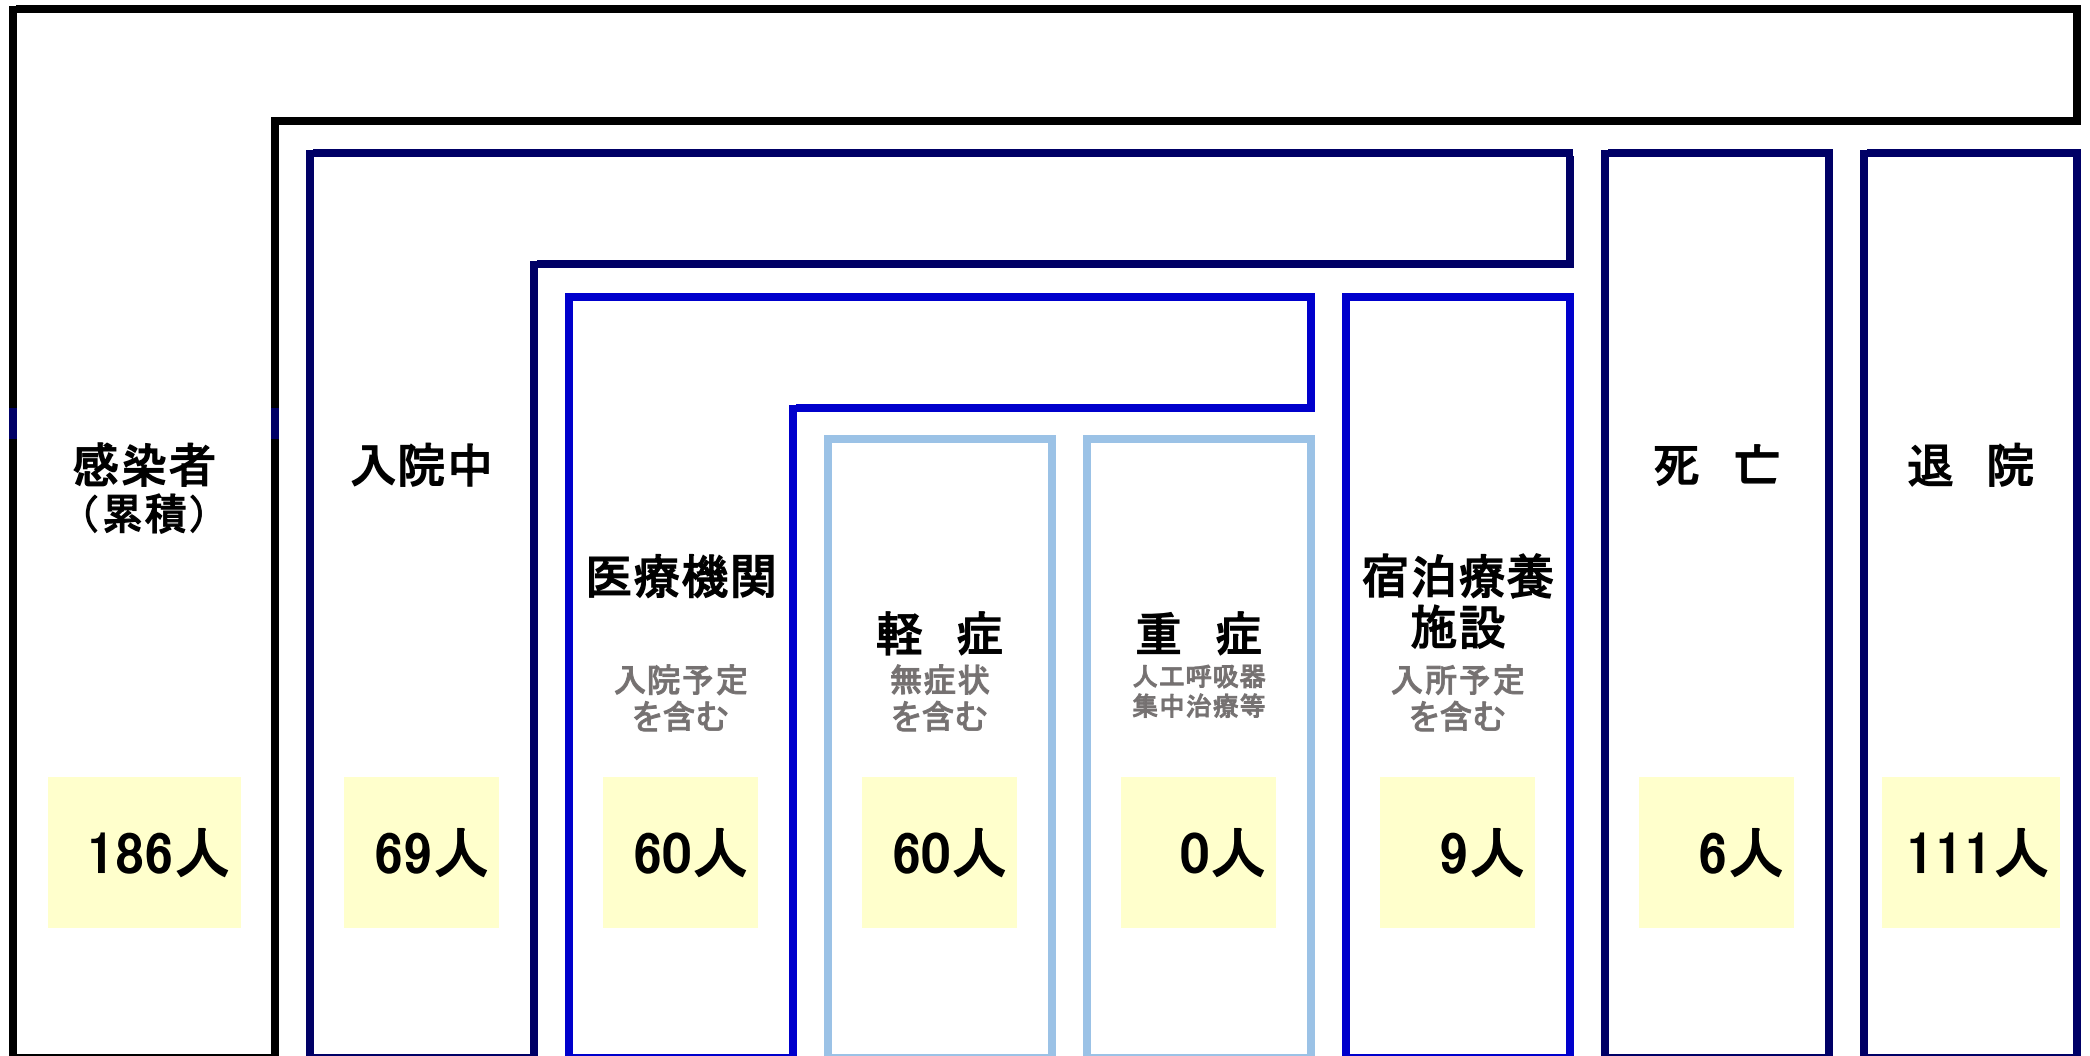 感染者
（累積）
186人
入院中
69人
医療機関
入院予定
を含む
60人
軽　症
無症状
を含む
60人
重　症
人工呼吸器
集中治療等
0人
宿泊療養
施設
入所予定
を含む
9人
死　亡
6人
退　院
111人